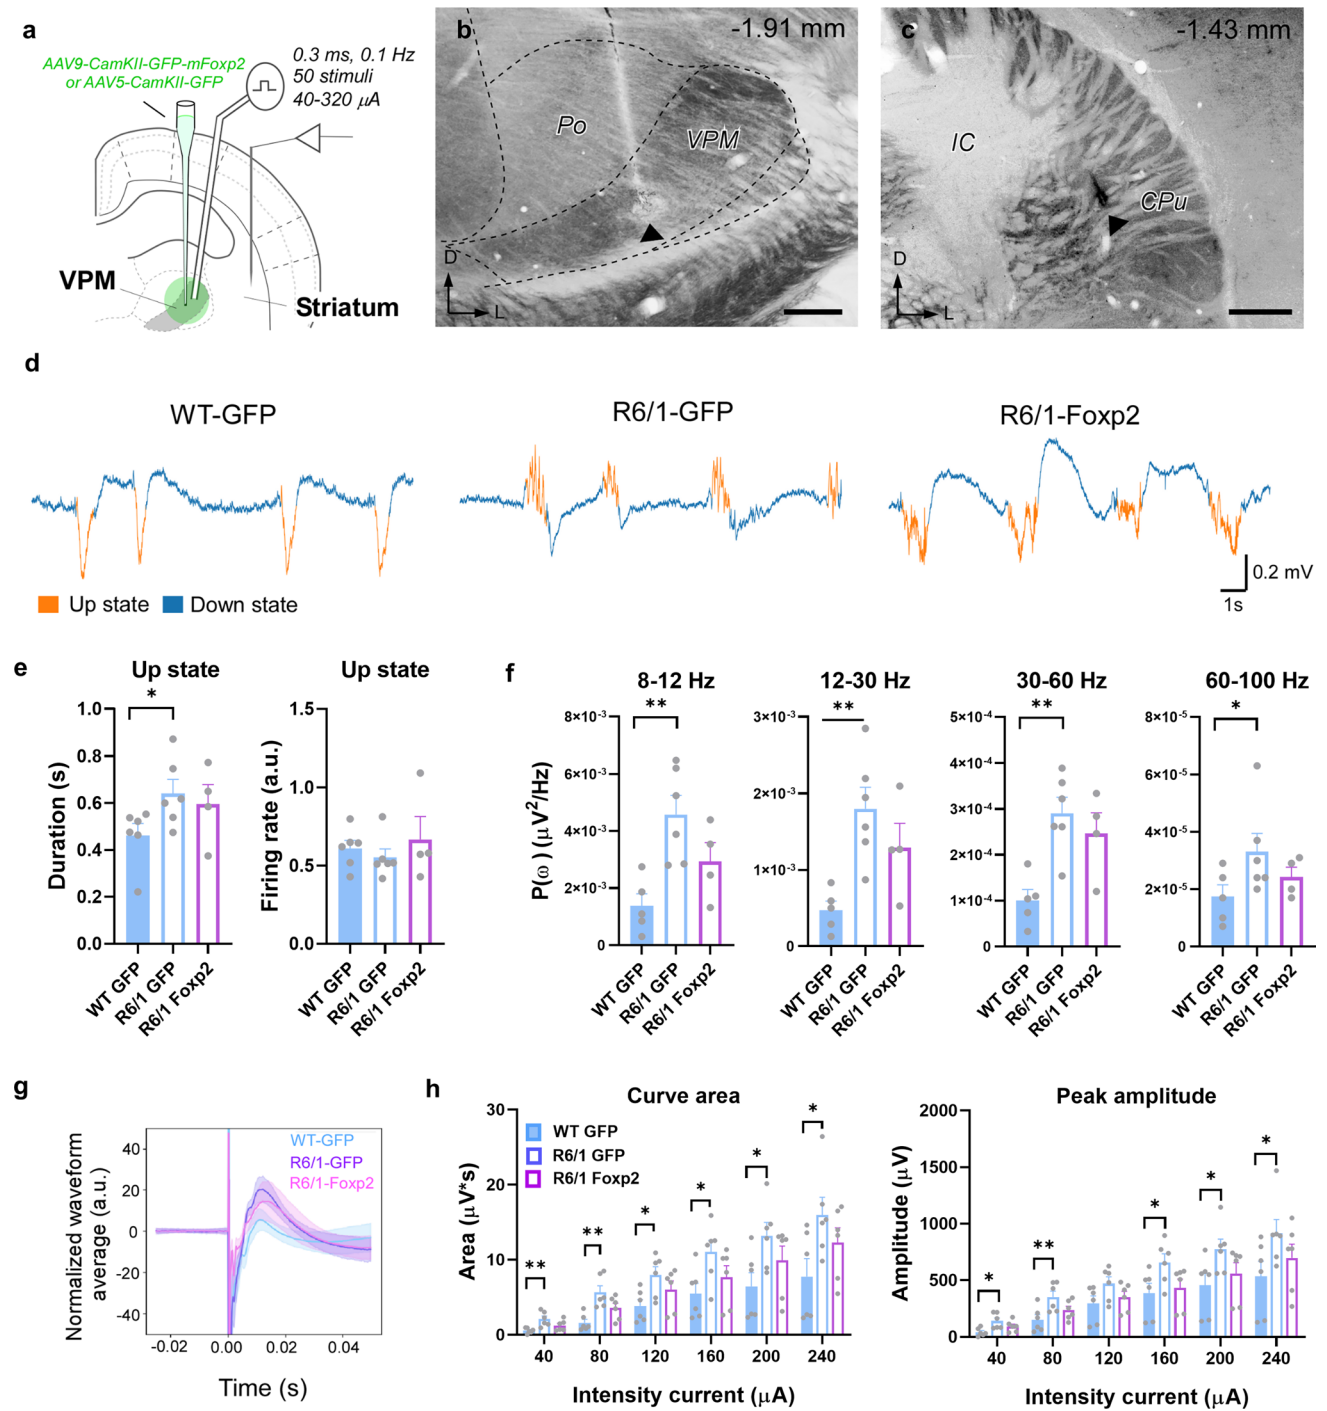 a
AAV9-CamKII-GFP-mFoxp2
or AAV5-CamKII-GFP
0.3 ms, 0.1 Hz
50 stimuli
40-320 μA
VPM
Striatum
b
-1.91 mm
Po
VPM
D
L
c
-1.43 mm
IC
CPu
D
L
d
WT-GFP
R6/1-GFP
R6/1-Foxp2
Up state
Down state
0.2 mV
1s
e
Up state
*
Duration (s)
1.0
0.8
0.6
0.4
0.2
0.0
WT GFP
R6/1 GFP
R6/1 Foxp2
Up state
Firing rate (a.u.)
1.5
1.0
0.5
0.0
WT GFP
R6/1 GFP
R6/1 Foxp2
f
8-12 Hz
**
P(ω) (μV²/Hz)
8×10⁻³
6×10⁻³
4×10⁻³
2×10⁻³
0
WT GFP
R6/1 GFP
R6/1 Foxp2
12-30 Hz
**
3×10⁻³
2×10⁻³
1×10⁻³
0
WT GFP
R6/1 GFP
R6/1 Foxp2
30-60 Hz
**
5×10⁻⁴
4×10⁻⁴
3×10⁻⁴
2×10⁻⁴
1×10⁻⁴
0
WT GFP
R6/1 GFP
R6/1 Foxp2
60-100 Hz
*
8×10⁻⁵
6×10⁻⁵
4×10⁻⁵
2×10⁻⁵
0
WT GFP
R6/1 GFP
R6/1 Foxp2
g
Normalized waveform
average (a.u.)
40
20
0
-20
-40
WT-GFP
R6/1-GFP
R6/1-Foxp2
-0.02 0.00 0.02 0.04
Time (s)
h
Curve area
Area (μV*s)
30
20
10
0
WT GFP
R6/1 GFP
R6/1 Foxp2
** ** * * * *
40 80 120 160 200 240
Intensity current (μA)
Peak amplitude
Amplitude (μV)
2000
1500
1000
500
0
* ** * * *
40 80 120 160 200 240
Intensity current (μA)